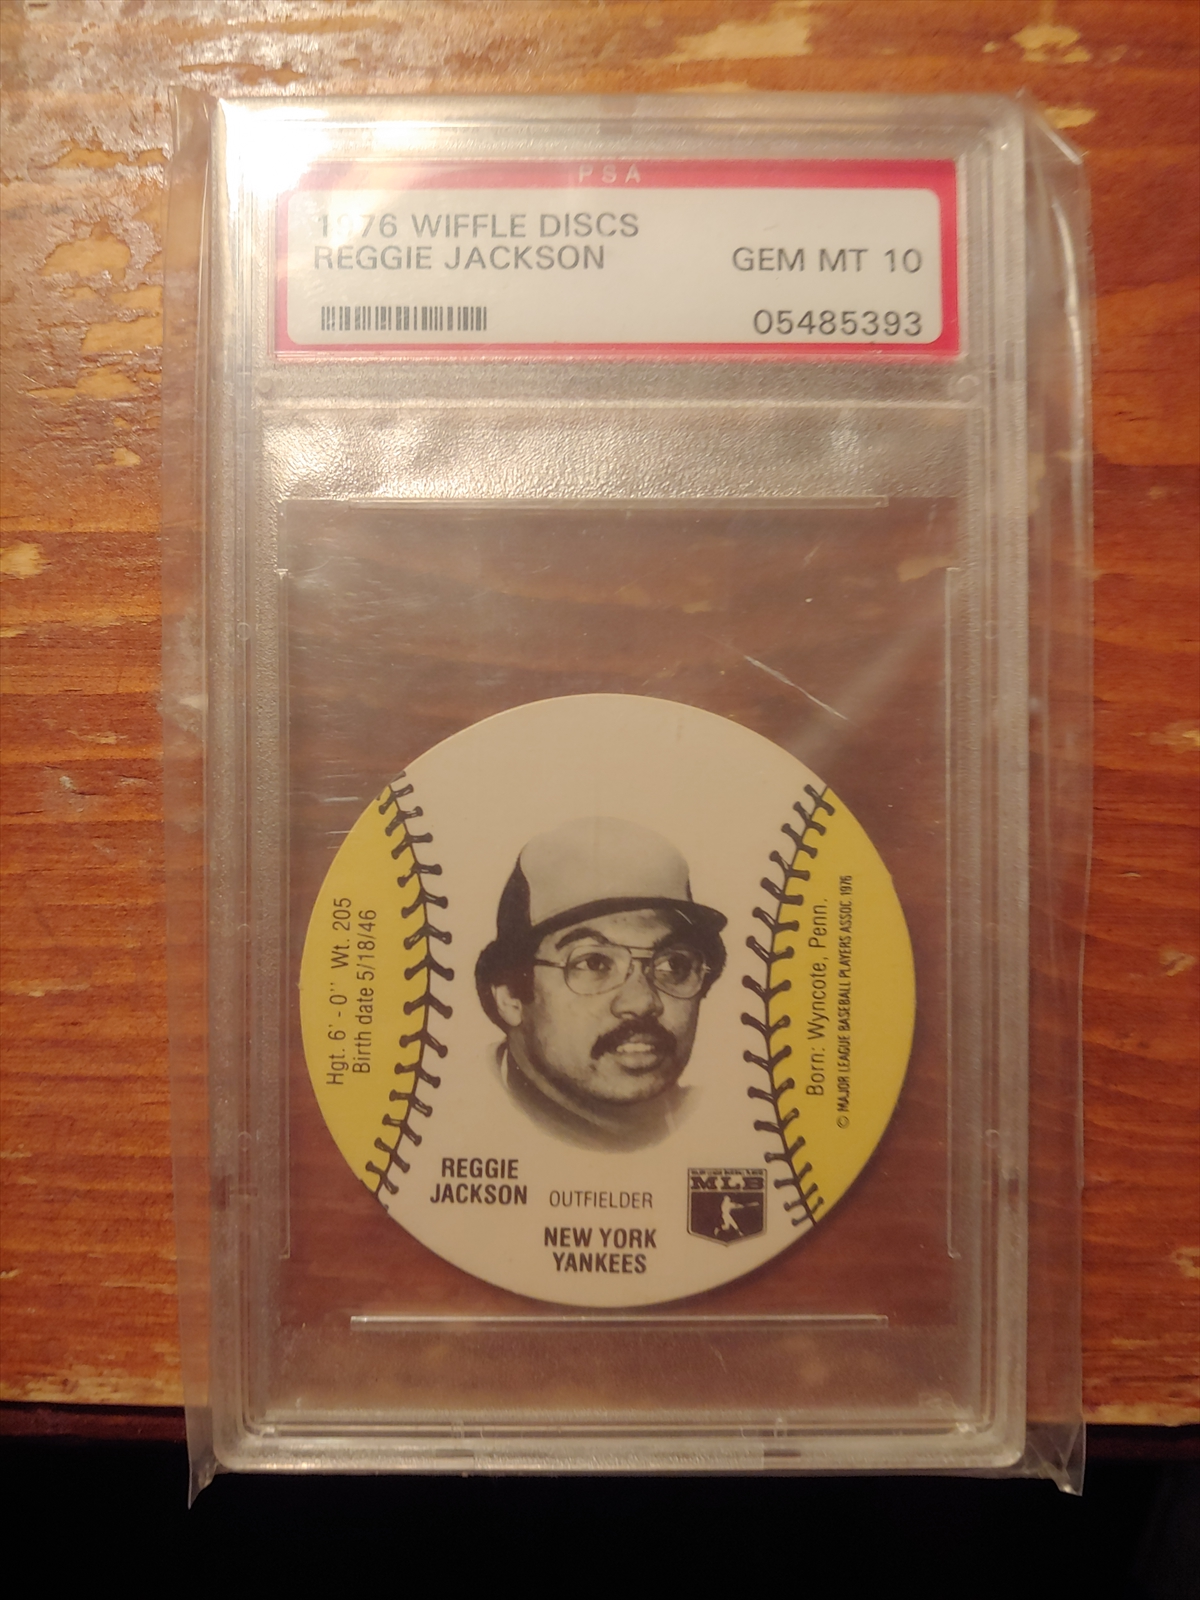 PSA
1976 WIFFLE DISCS
REGGIE JACKSON
GEM MT 10
05485393
Hgt. 6' - 0'' Wt. 205
Birth date 5/18/46
Born: Wyncote, Penn.
© MAJOR LEAGUE BASEBALL PLAYERS ASSOC 1976
REGGIE
JACKSON
OUTFIELDER
NEW YORK
YANKEES
MLB